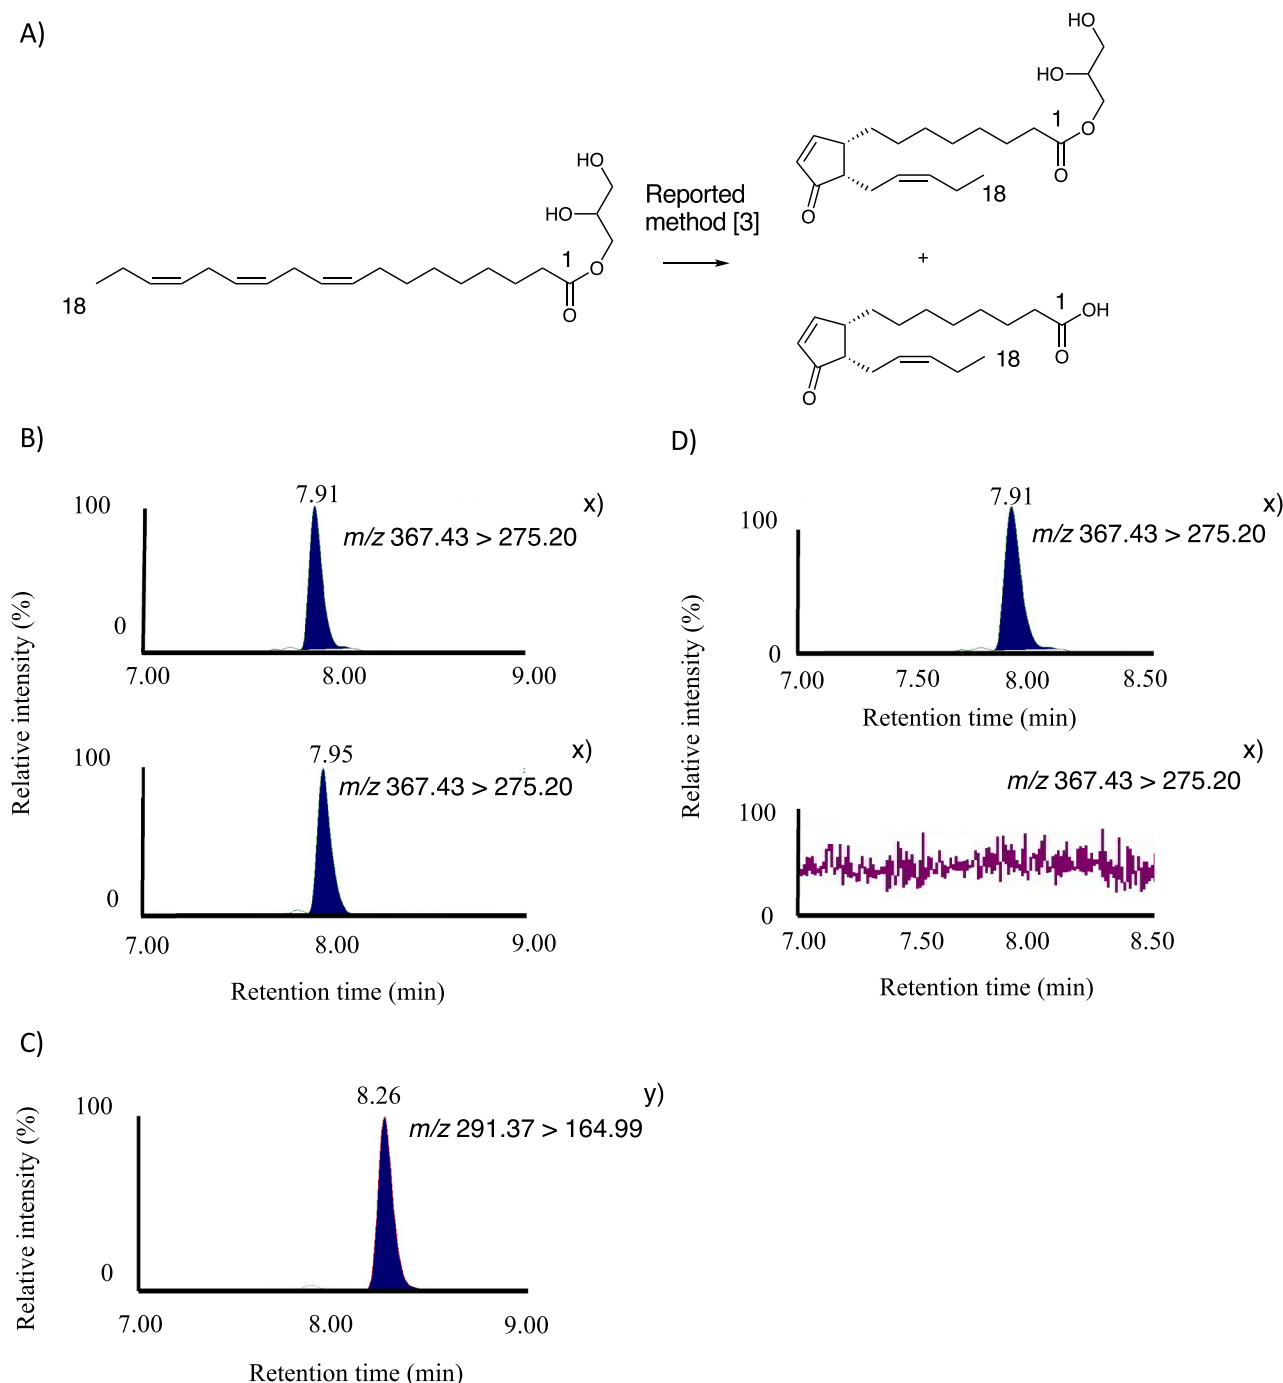 A)
HO
HO
1
O
O
18
Reported
method [3]
HO
HO
1
O
O
18
O
+
1
OH
O
18
O
B)
x)
7.91
100
m/z 367.43 > 275.20
0
7.00
8.00
9.00
x)
7.95
100
m/z 367.43 > 275.20
0
7.00
8.00
9.00
Relative intensity (%)
Retention time (min)
C)
y)
8.26
100
m/z 291.37 > 164.99
0
7.00
8.00
9.00
Relative intensity (%)
Retention time (min)
D)
x)
7.91
100
m/z 367.43 > 275.20
0
7.00
7.50
8.00
8.50
Retention time (min)
x)
m/z 367.43 > 275.20
100
0
7.00
7.50
8.00
8.50
Relative intensity (%)
Retention time (min)